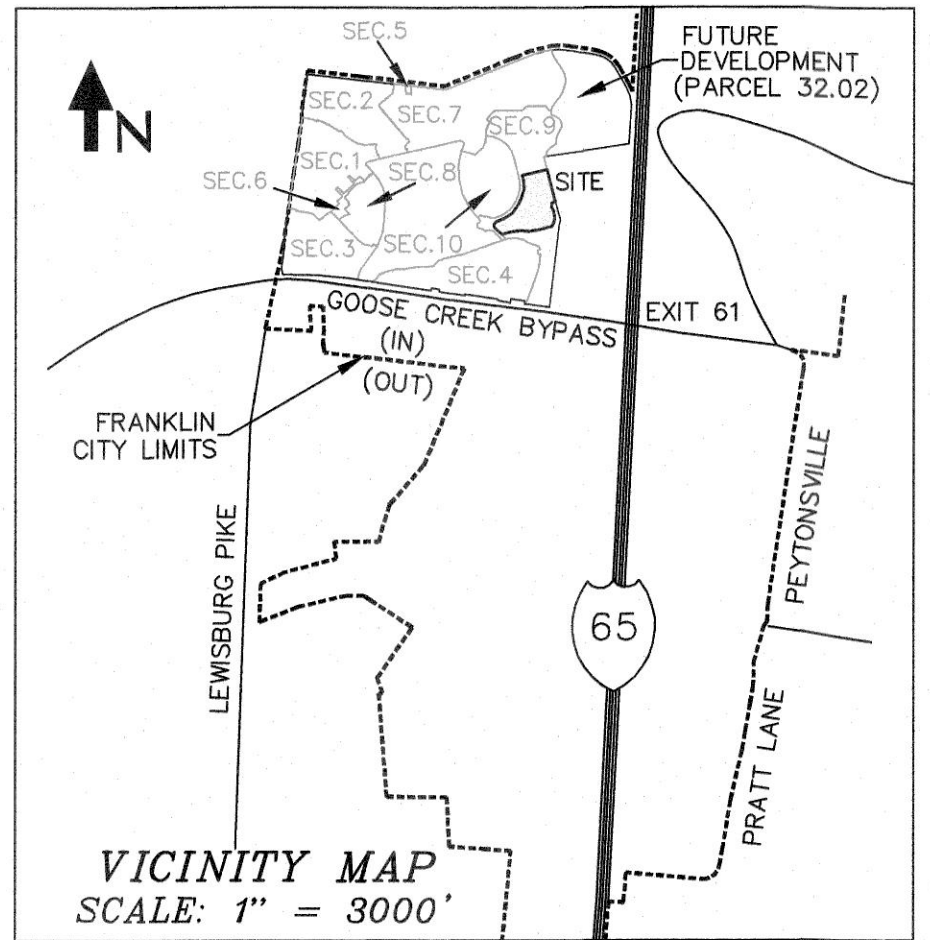 SEC.5
FUTURE
DEVELOPMENT
(PARCEL 32.02)
N
SEC.2
SEC.7
SEC.9
SEC.1
SEC.8
SEC.6
SITE
SEC.3
SEC.10
SEC.4
GOOSE CREEK BYPASS
EXIT 61
(IN)
(OUT)
FRANKLIN
CITY LIMITS
LEWISBURG PIKE
PEYTONSVILLE
65
PRATT LANE
VICINITY MAP
SCALE: 1" = 3000'